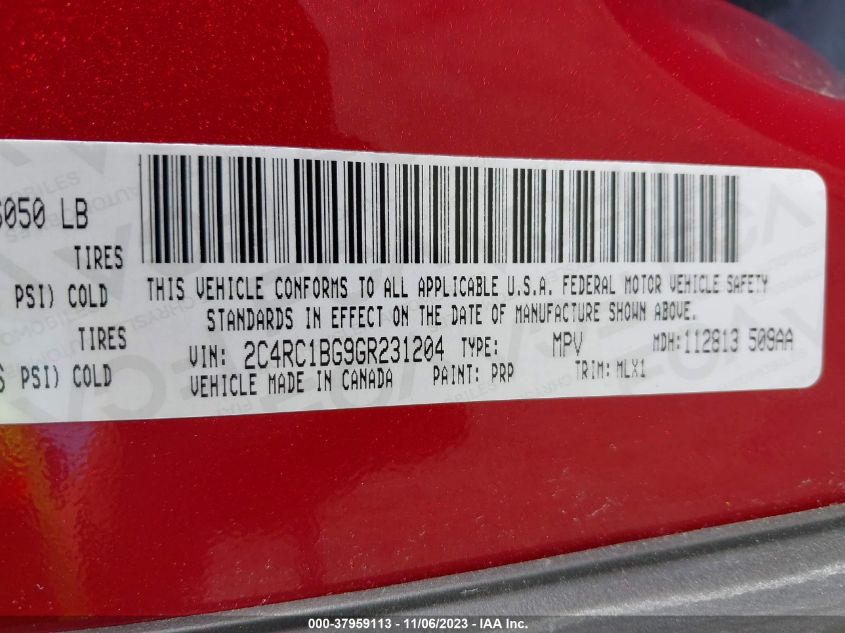 6050 LB
TIRES
PSI) COLD
TIRES
PSI) COLD
THIS VEHICLE CONFORMS TO ALL APPLICABLE U.S.A. FEDERAL MOTOR VEHICLE SAFETY
STANDARDS IN EFFECT ON THE DATE OF MANUFACTURE SHOWN ABOVE.
VIN: 2C4RC1BG9GR231204 TYPE: MPV MDH:112813 509AA
VEHICLE MADE IN CANADA PAINT: PRP TRIM: MLX1
000-37959113 - 11/06/2023 - IAA Inc.